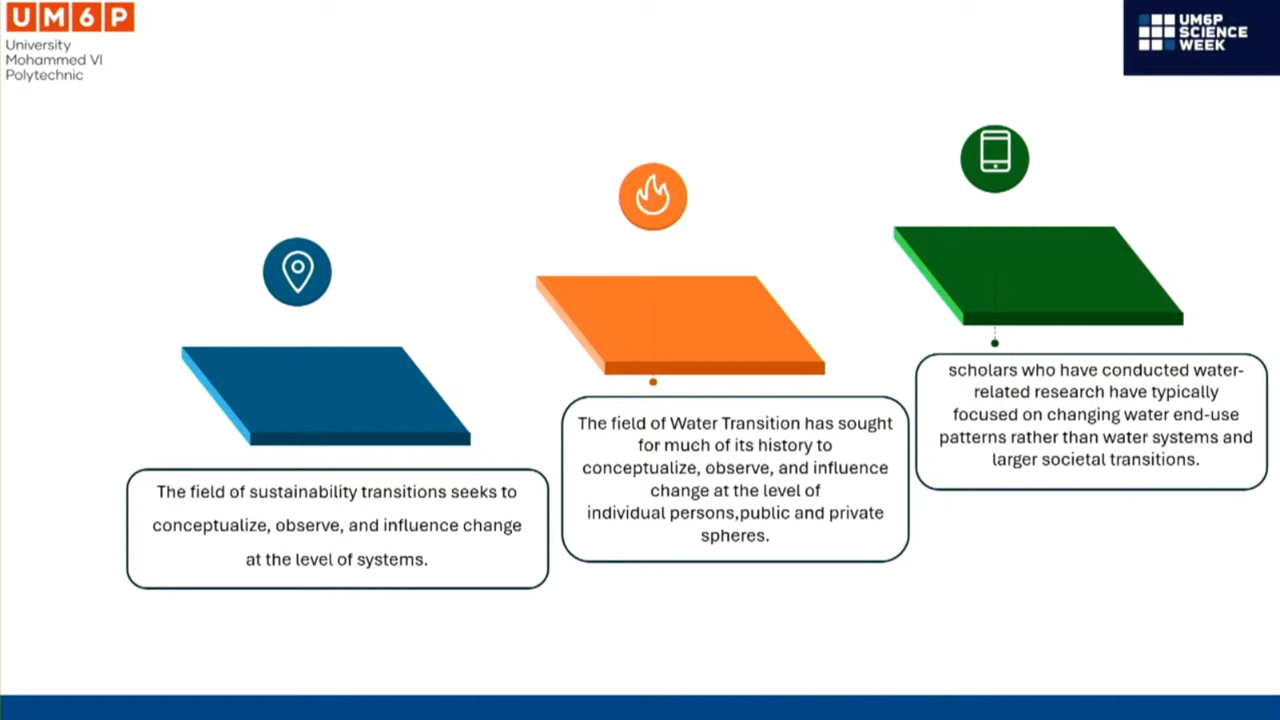 UM6P
University
Mohammed VI
Polytechnic
UM6P
SCIENCE
WEEK
The field of sustainability transitions seeks to
conceptualize, observe, and influence change
at the level of systems.
The field of Water Transition has sought
for much of its history to
conceptualize, observe, and influence
change at the level of
individual persons,public and private
spheres.
scholars who have conducted water-
related research have typically
focused on changing water end-use
patterns rather than water systems and
larger societal transitions.